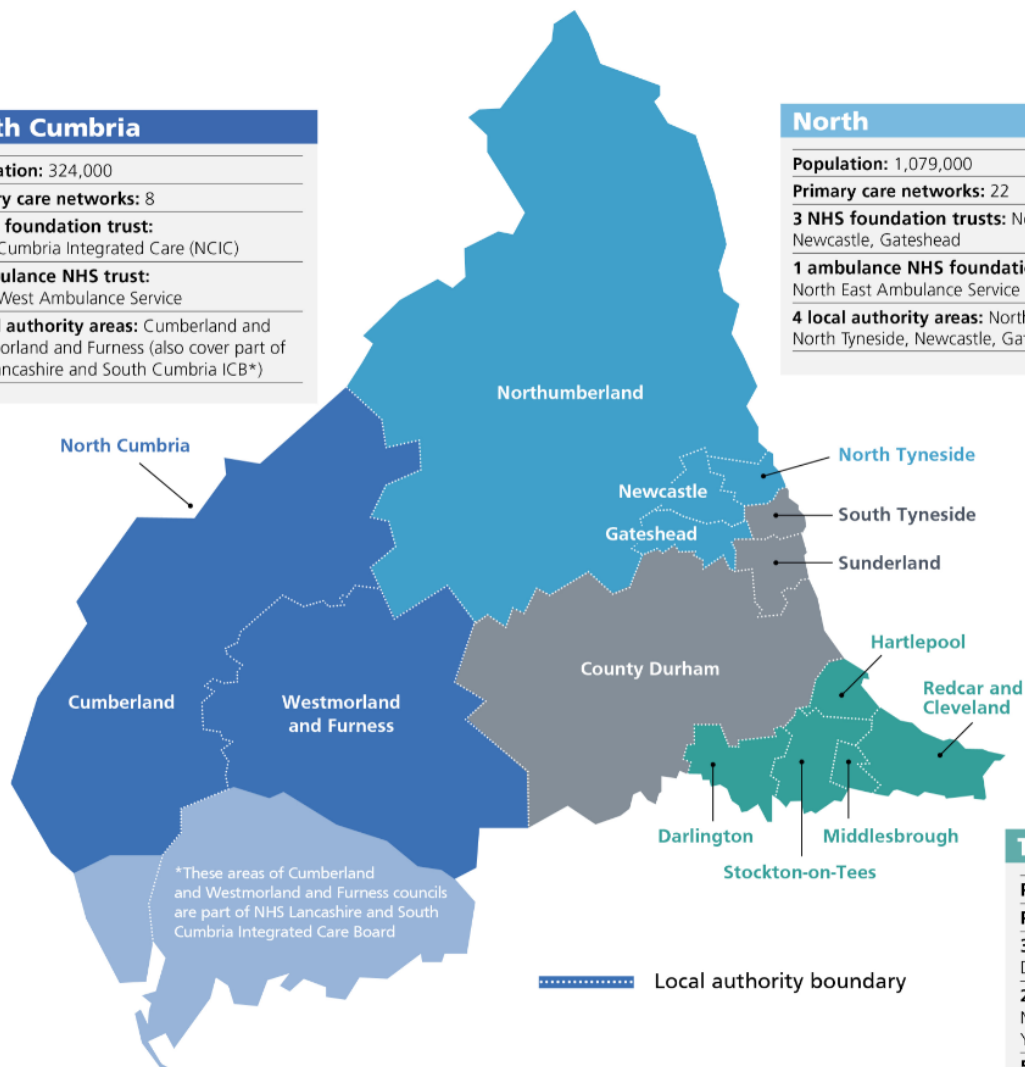 th Cumbria
ation: 324,000
ry care networks: 8
foundation trust:
Cumbria Integrated Care (NCIC)
ulance NHS trust:
West Ambulance Service
l authority areas: Cumberland and
orland and Furness (also cover part of
ancashire and South Cumbria ICB*)
North
Population: 1,079,000
Primary care networks: 22
3 NHS foundation trusts: No
Newcastle, Gateshead
1 ambulance NHS foundatio
North East Ambulance Service
4 local authority areas: North
North Tyneside, Newcastle, Gat
Northumberland
North Cumbria
North Tyneside
Newcastle
South Tyneside
Gateshead
Sunderland
Hartlepool
County Durham
Redcar and
Cleveland
Cumberland
Westmorland
and Furness
Darlington
Middlesbrough
Stockton-on-Tees
*These areas of Cumberland
and Westmorland and Furness councils
are part of NHS Lancashire and South
Cumbria Integrated Care Board
Local authority boundary
T
P
P
3
D
2
N
Y